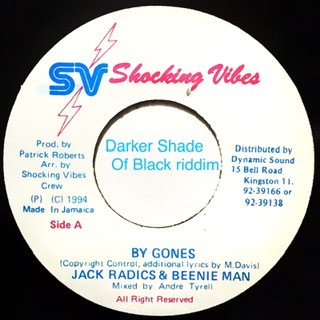 SV Shocking Vibes
Prod. by
Patrick Roberts
Arr. by
Shocking Vibes
Crew
(P) (C) 1994
Made In Jamaica
Side A
Darker Shade
Of Black riddim
Distributed by
Dynamic Sound
15 Bell Road
Kingston 11.
92-39166 or
92-39138
BY GONES
(Copyright Control, additional lyrics by M.Davis)
JACK RADICS & BEENIE MAN
Mixed by Andre Tyrell
All Right Reserved